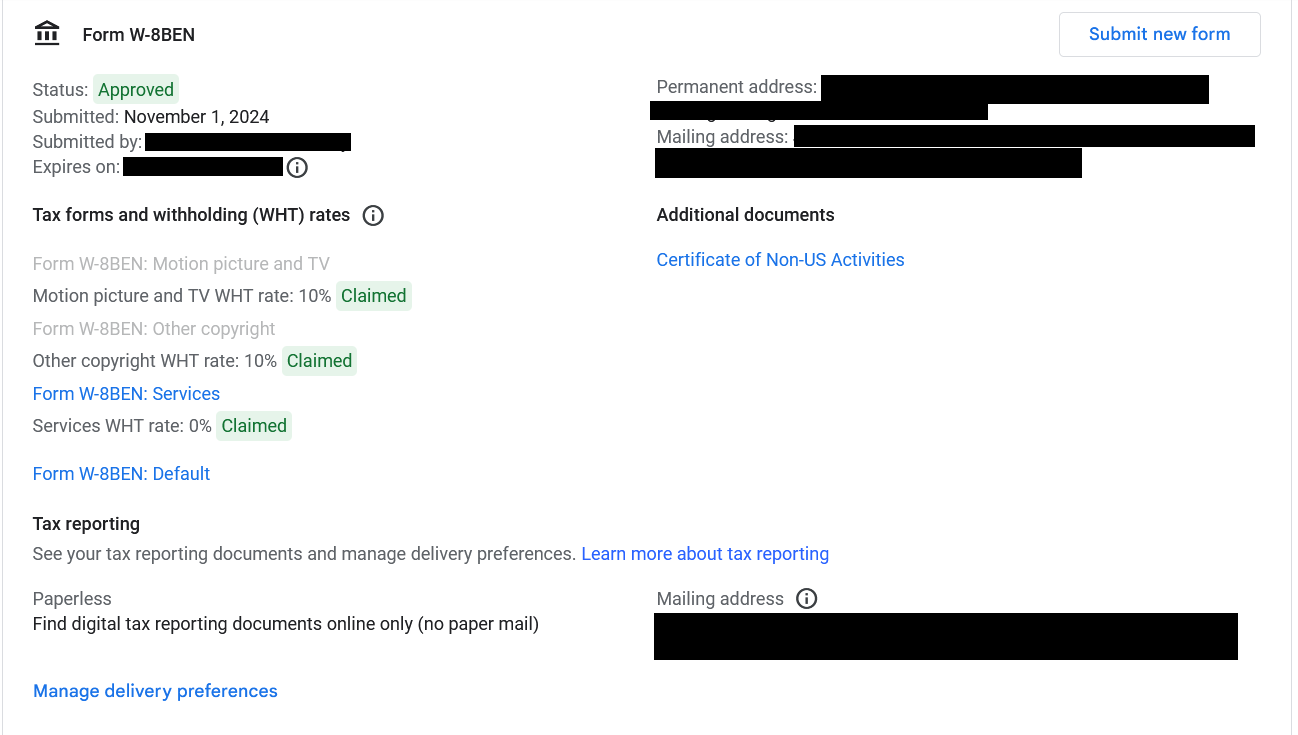 Form W-8BEN
Submit new form
Status: Approved
Submitted: November 1, 2024
Submitted by:
Expires on:
Permanent address:
Mailing address:
Tax forms and withholding (WHT) rates
Form W-8BEN: Motion picture and TV
Motion picture and TV WHT rate: 10% Claimed
Form W-8BEN: Other copyright
Other copyright WHT rate: 10% Claimed
Form W-8BEN: Services
Services WHT rate: 0% Claimed
Form W-8BEN: Default
Additional documents
Certificate of Non-US Activities
Tax reporting
See your tax reporting documents and manage delivery preferences. Learn more about tax reporting
Paperless
Find digital tax reporting documents online only (no paper mail)
Mailing address
Manage delivery preferences